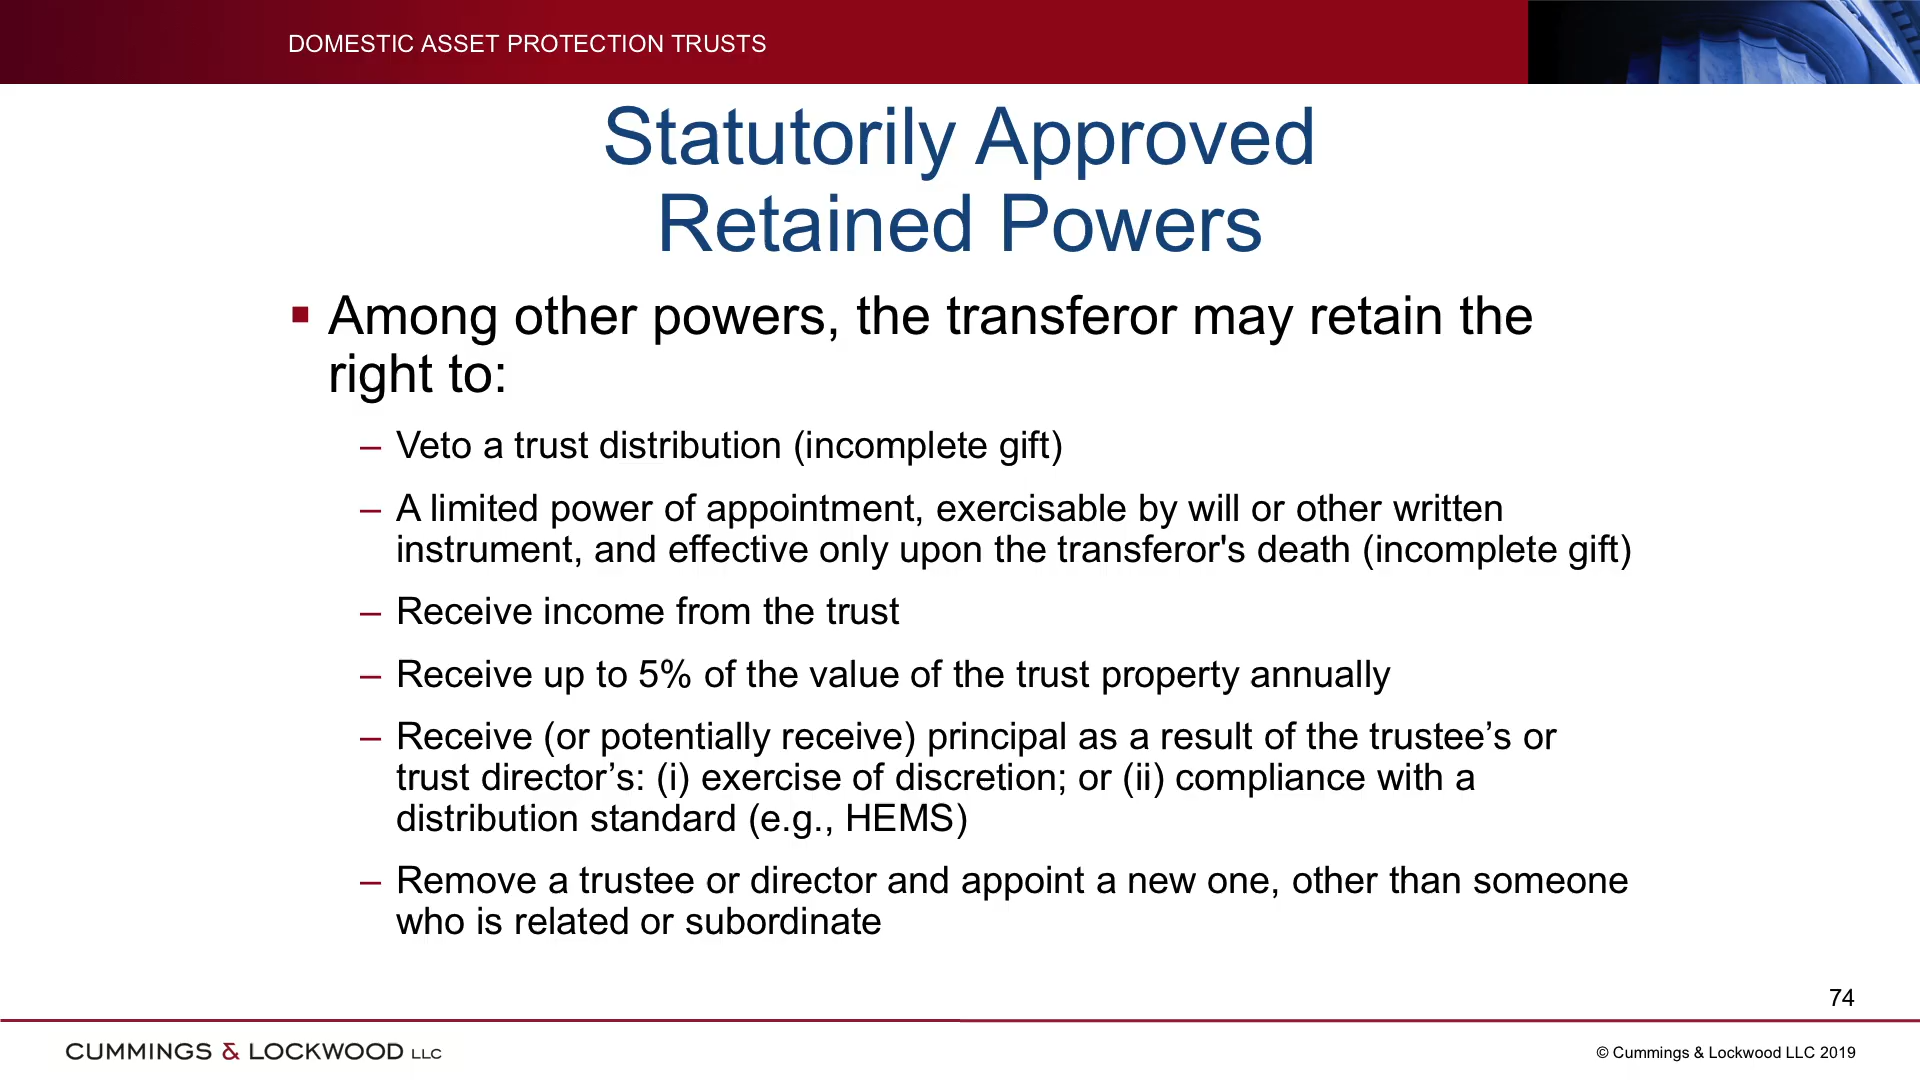 DOMESTIC ASSET PROTECTION TRUSTS
Statutorily Approved
Retained Powers
▪ Among other powers, the transferor may retain the
right to:
– Veto a trust distribution (incomplete gift)
– A limited power of appointment, exercisable by will or other written
instrument, and effective only upon the transferor's death (incomplete gift)
– Receive income from the trust
– Receive up to 5% of the value of the trust property annually
– Receive (or potentially receive) principal as a result of the trustee’s or
trust director’s: (i) exercise of discretion; or (ii) compliance with a
distribution standard (e.g., HEMS)
– Remove a trustee or director and appoint a new one, other than someone
who is related or subordinate
74
CUMMINGS & LOCKWOOD LLC
© Cummings & Lockwood LLC 2019